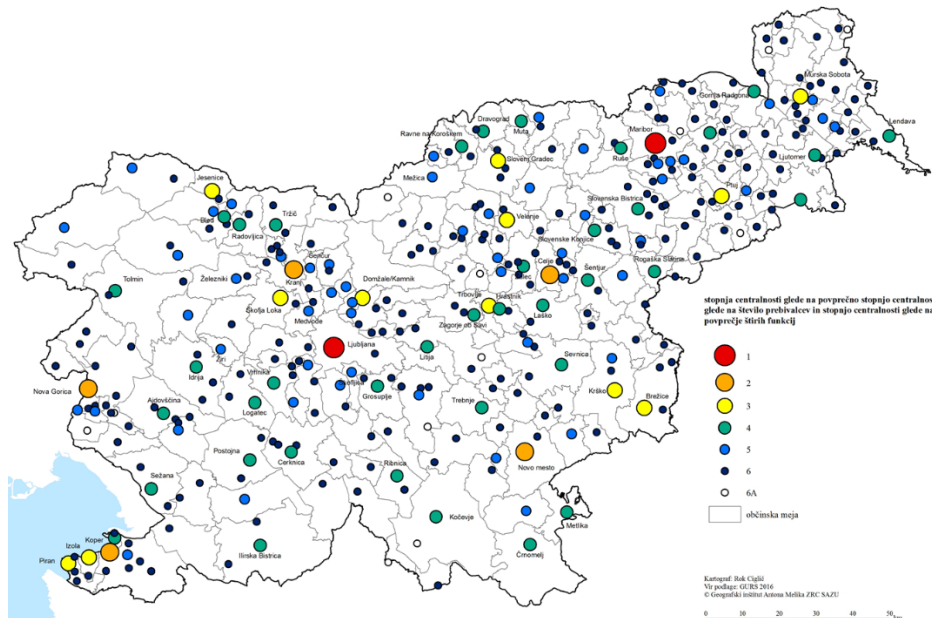 Murska Sobota
Gornja Radgona
Lendava
Dravograd
Muta
Ravne na Koroškem
Maribor
Ruše
Ljutomer
Slovenj Gradec
Mežica
Jesenice
Ptuj
Slovenska Bistrica
Bled
Tržič
Radovljica
Velenje
Slovenske Konjice
Kranj
Celje
Rogaška Slatina
Tolmin
Železniki
Domžale/Kamnik
Šentjur
Trbovlje
Hrastnik
Škofja Loka
Medvode
Zagorje ob Savi
Laško
Ljubljana
Žiri
Litija
Idrija
Vrhnika
Sevnica
Nova Gorica
Škofljica
Grosuplje
Krško
Ajdovščina
Logatec
Trebnje
Brežice
Postojna
Cerknica
Ribnica
Novo mesto
Sežana
Kočevje
Metlika
Koper
Izola
Piran
Ilirska Bistrica
Črnomelj
stopnja centralnosti glede na povprečno stopnjo centralnos
glede na število prebivalcev in stopnjo centralnosti glede na
povprečje štirih funkcij
1
2
3
4
5
6
6A
občinska meja
Kartograf: Rok Ciglič
Vir podlage: GURS 2016
© Geografski inštitut Antona Melika ZRC SAZU
0 10 20 30 40 50
km